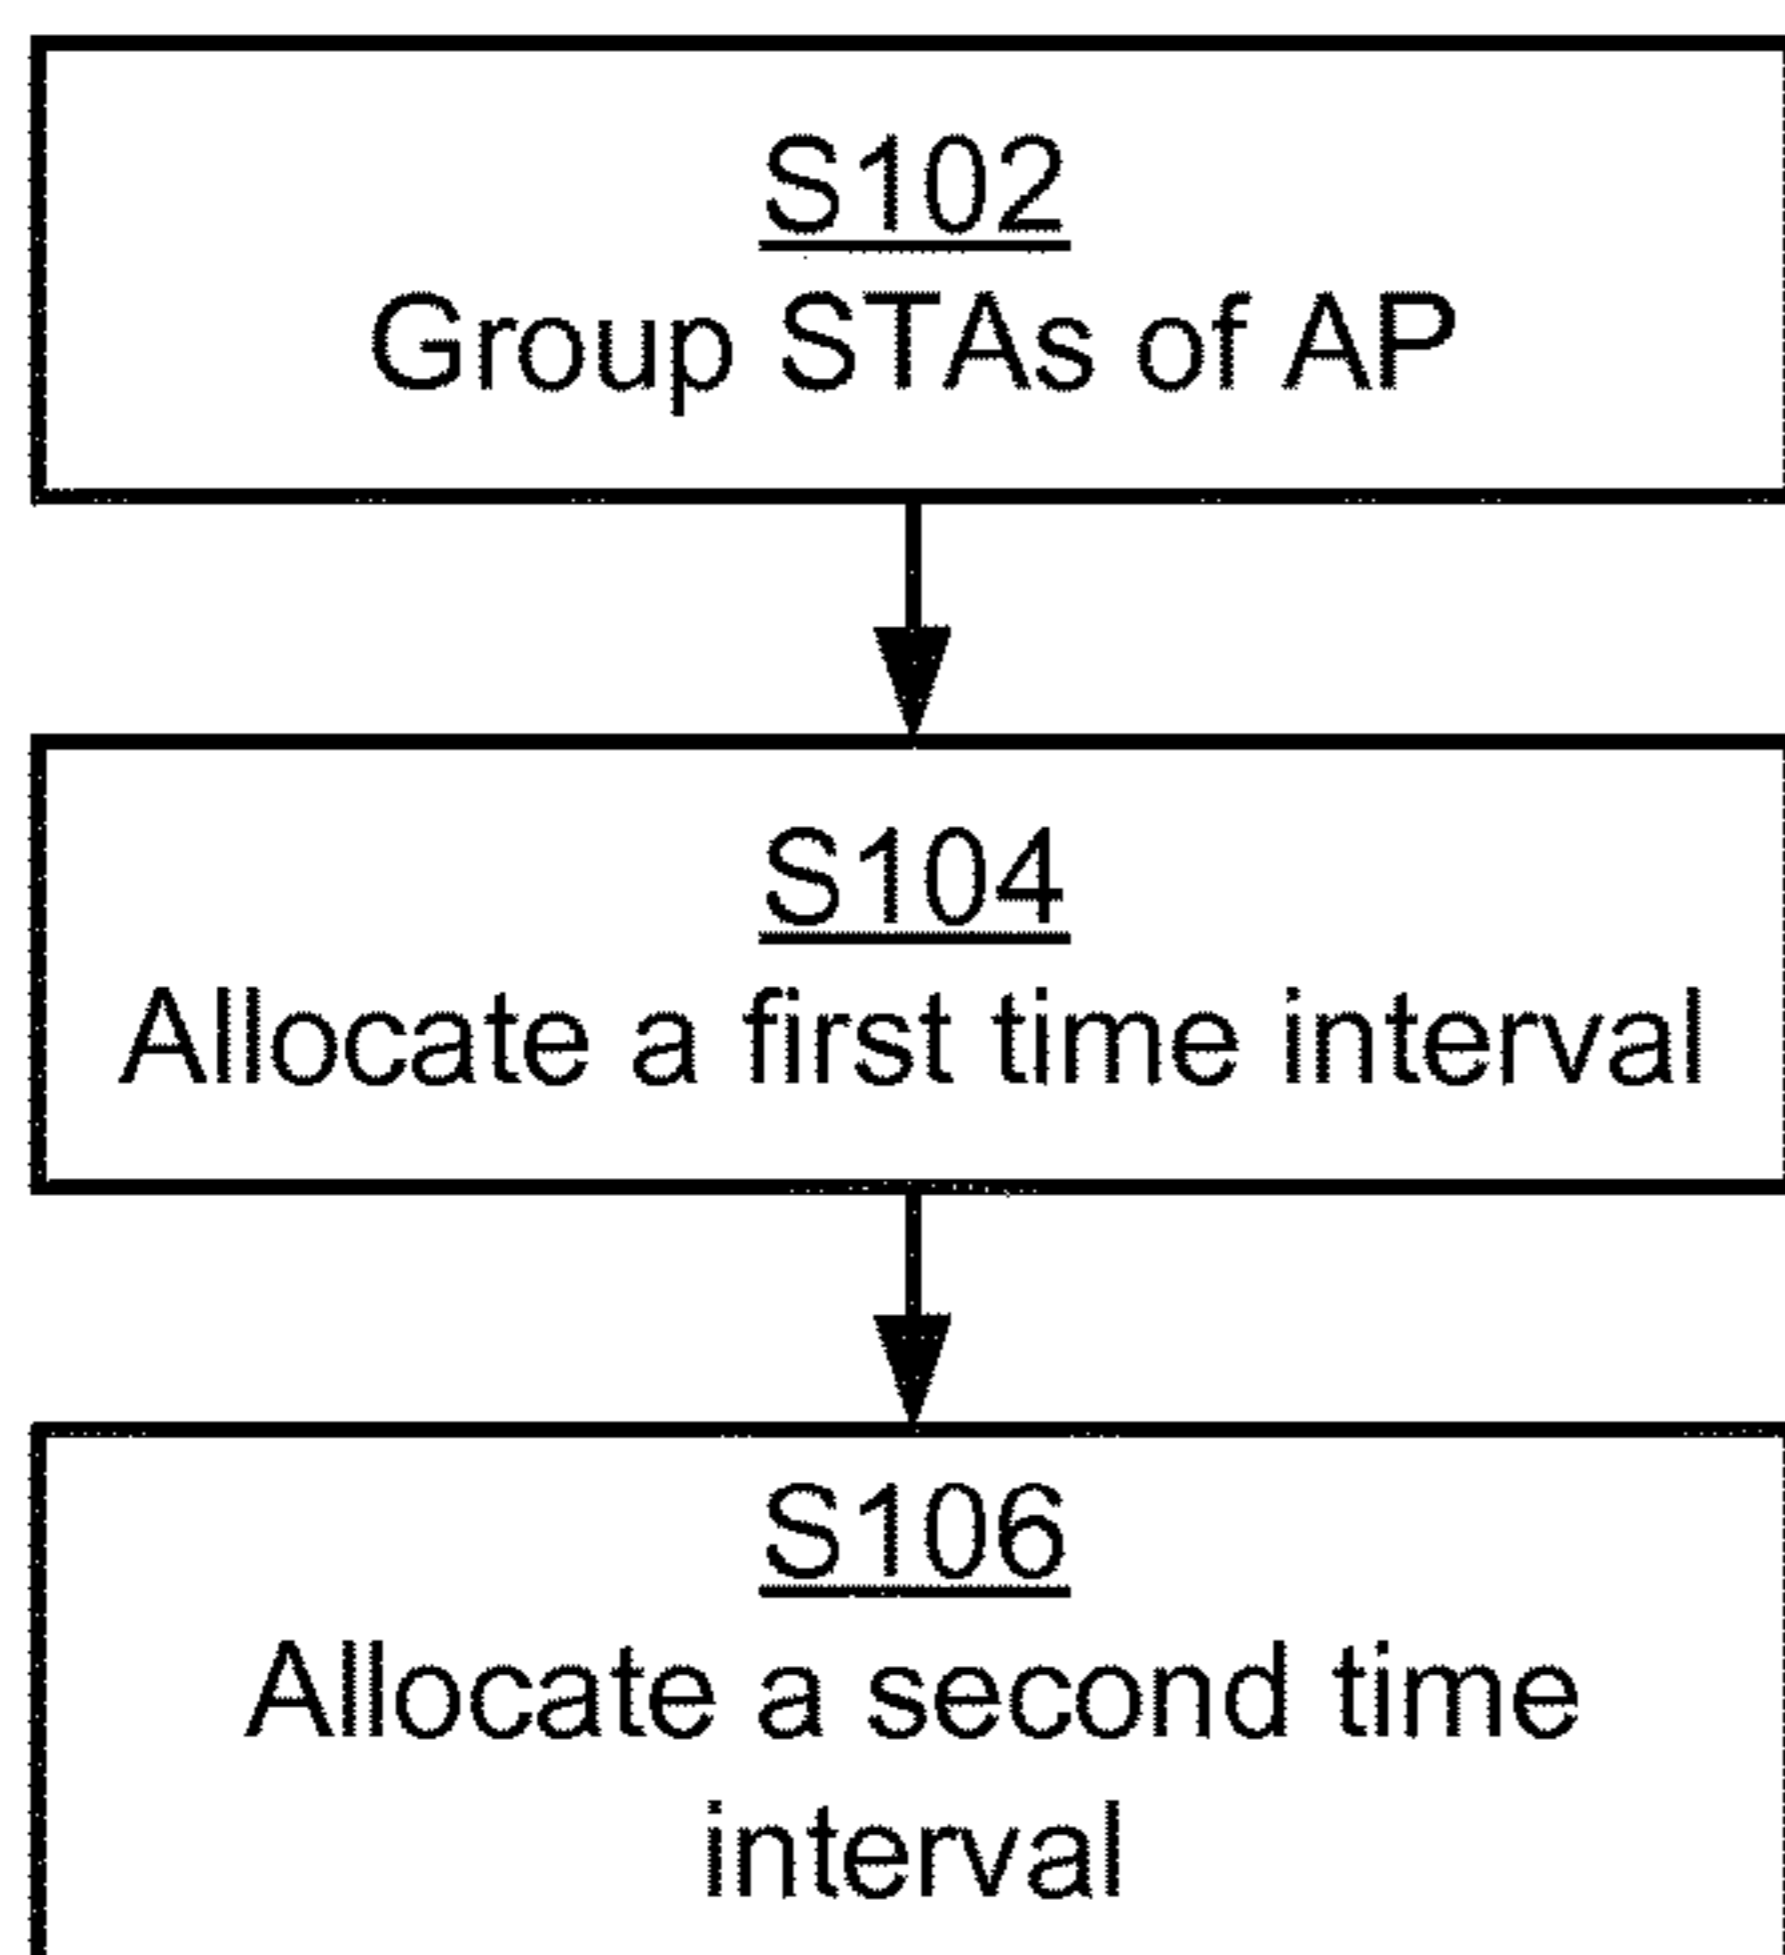 S102
Group STAs of AP
S104
Allocate a first time interval
S106
Allocate a second time
interval